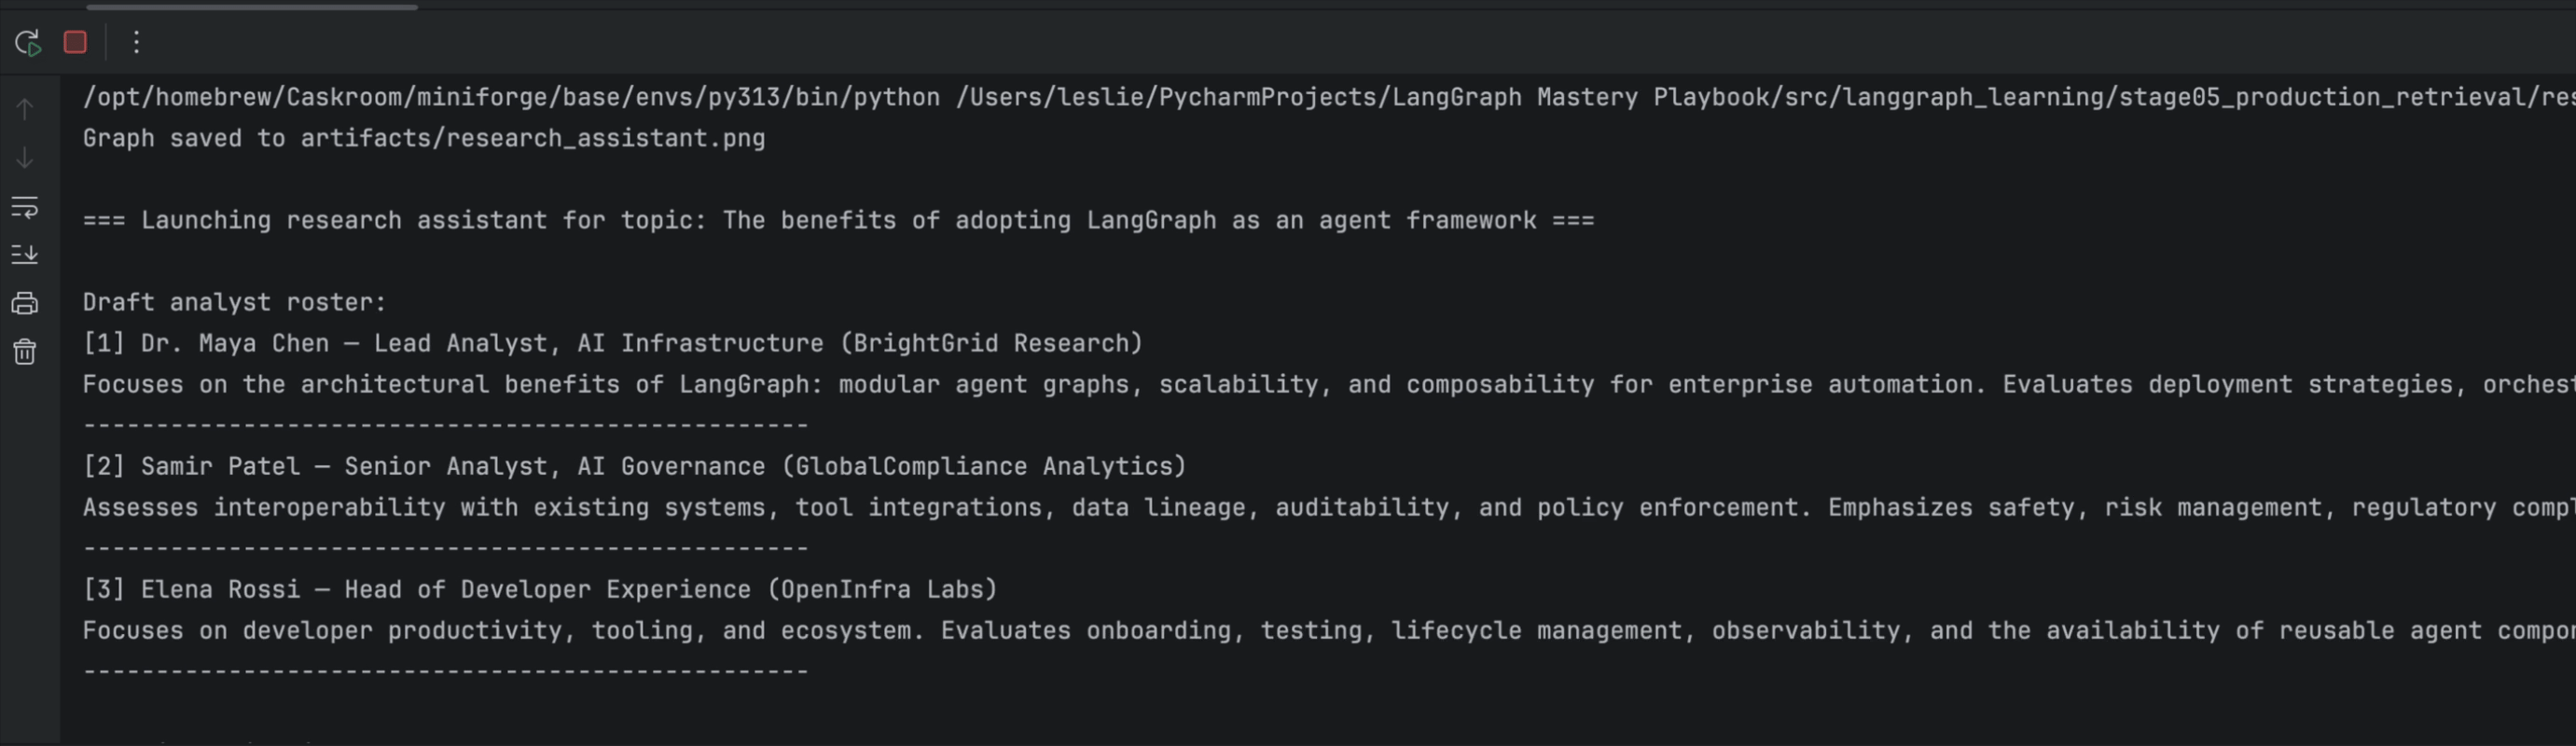 /opt/homebrew/Caskroom/miniforge/base/envs/py313/bin/python /Users/leslie/PycharmProjects/LangGraph Mastery Playbook/src/langgraph_learning/stage05_production_retrieval/res
Graph saved to artifacts/research_assistant.png
=== Launching research assistant for topic: The benefits of adopting LangGraph as an agent framework ===
Draft analyst roster:
[1] Dr. Maya Chen — Lead Analyst, AI Infrastructure (BrightGrid Research)
Focuses on the architectural benefits of LangGraph: modular agent graphs, scalability, and composability for enterprise automation. Evaluates deployment strategies, orchest
--------------------------------------------------
[2] Samir Patel — Senior Analyst, AI Governance (GlobalCompliance Analytics)
Assesses interoperability with existing systems, tool integrations, data lineage, auditability, and policy enforcement. Emphasizes safety, risk management, regulatory compl
--------------------------------------------------
[3] Elena Rossi — Head of Developer Experience (OpenInfra Labs)
Focuses on developer productivity, tooling, and ecosystem. Evaluates onboarding, testing, lifecycle management, observability, and the availability of reusable agent compon
--------------------------------------------------